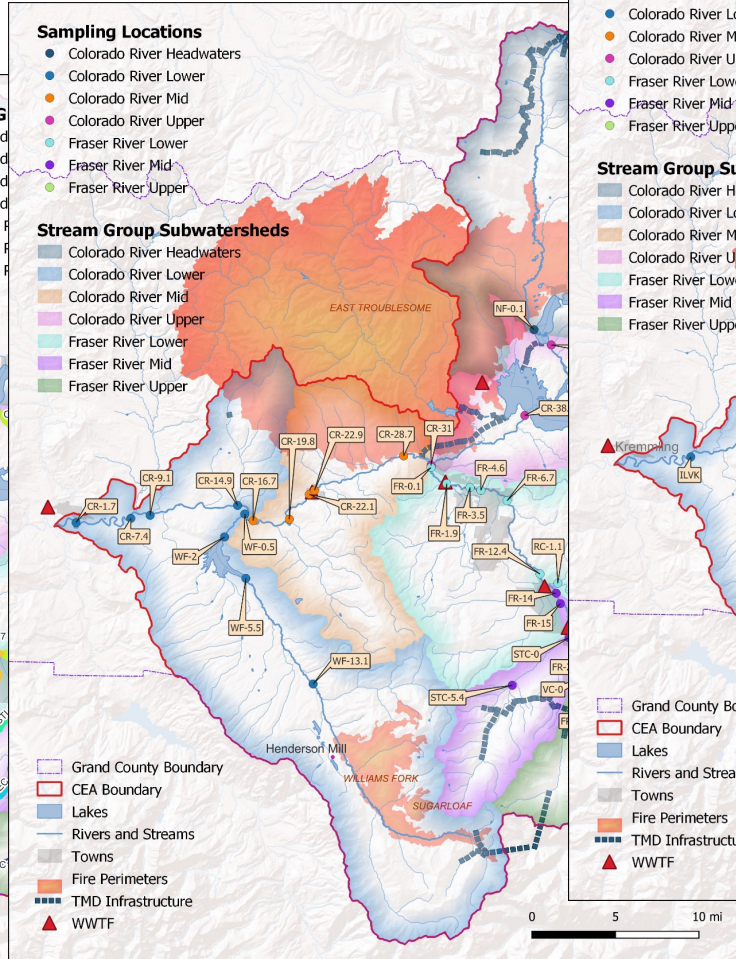 Sampling Locations
Colorado River Headwaters
Colorado River Lower
Colorado River Mid
Colorado River Upper
Fraser River Lower
Fraser River Mid
Fraser River Upper
Stream Group Subwatersheds
Colorado River Headwaters
Colorado River Lower
Colorado River Mid
Colorado River Upper
Fraser River Lower
Fraser River Mid
Fraser River Upper
EAST TROUBLESOME
NF-0.1
CR-38.
CR-31
CR-28.7
CR-22.9
CR-19.8
CR-22.1
CR-16.7
CR-14.9
CR-9.1
CR-1.7
CR-7.4
WF-2
WF-0.5
WF-5.5
WF-13.1
FR-0.1
FR-4.6
FR-6.7
FR-3.5
FR-1.9
FR-12.4
RC-1.1
FR-14
FR-15
STC-0
STC-5.4
FR-2
VC-0
Henderson Mill
WILLIAMS FORK
SUGARLOAF
Grand County Boundary
CEA Boundary
Lakes
Rivers and Streams
Towns
Fire Perimeters
TMD Infrastructure
WWTF
0 5 10 mi
Colorado River Lo
Colorado River M
Colorado River U
Fraser River Lowe
Fraser River Mid
Fraser River Uppe
Stream Group Su
Colorado River H
Colorado River Lo
Colorado River M
Colorado River U
Fraser River Lowe
Fraser River Mid
Fraser River Uppe
Kremmling
ILVK
Grand County Bo
CEA Boundary
Lakes
Rivers and Strea
Towns
Fire Perimeters
TMD Infrastructu
WWTF